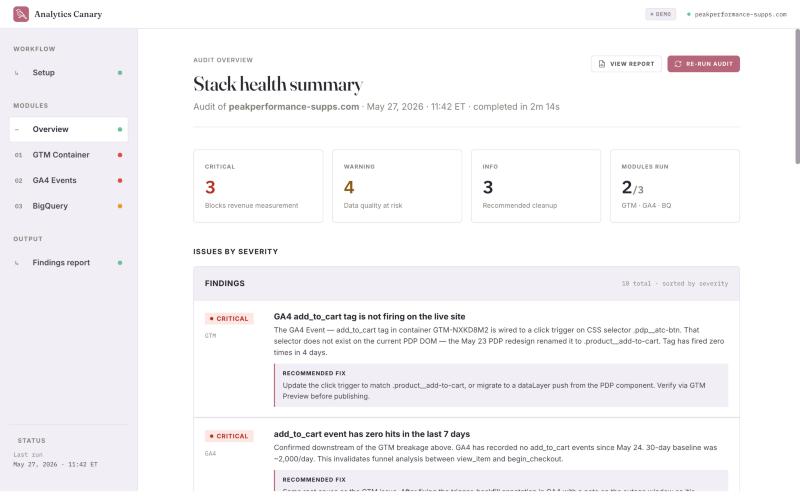 Analytics Canary
DEMO
peakperformance-supps.com
WORKFLOW
Setup
MODULES
Overview
01 GTM Container
02 GA4 Events
03 BigQuery
OUTPUT
Findings report
STATUS
Last run
May 27, 2026 · 11:42 ET
AUDIT OVERVIEW
VIEW REPORT
RE-RUN AUDIT
Stack health summary
Audit of peakperformance-supps.com · May 27, 2026 · 11:42 ET · completed in 2m 14s
CRITICAL
3
Blocks revenue measurement
WARNING
4
Data quality at risk
INFO
3
Recommended cleanup
MODULES RUN
2/3
GTM · GA4 · BQ
ISSUES BY SEVERITY
FINDINGS
10 total · sorted by severity
CRITICAL
GTM
GA4 add_to_cart tag is not firing on the live site
The GA4 Event — add_to_cart tag in container GTM-NXKD8M2 is wired to a click trigger on CSS selector .pdp__atc-btn. That
selector does not exist on the current PDP DOM — the May 23 PDP redesign renamed it to .product__add-to-cart. Tag has fired zero
times in 4 days.
RECOMMENDED FIX
Update the click trigger to match .product__add-to-cart, or migrate to a dataLayer push from the PDP component. Verify via GTM
Preview before publishing.
CRITICAL
GA4
add_to_cart event has zero hits in the last 7 days
Confirmed downstream of the GTM breakage above. GA4 has recorded no add_to_cart events since May 24. 30-day baseline was
~2,000/day. This invalidates funnel analysis between view_item and begin_checkout.
RECOMMENDED FIX